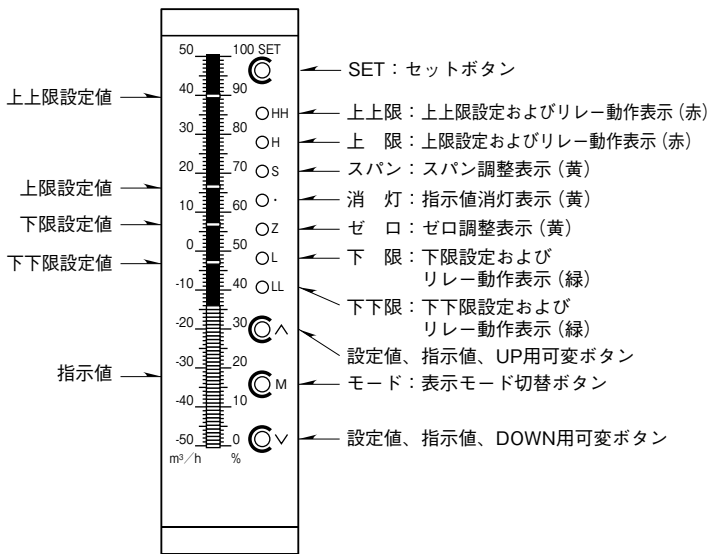 上上限設定値
上限設定値
下限設定値
下下限設定値
指示値
50 100 SET
40 90
30 80
20 70
10 60
0 50
-10 40
-20 30
-30 20
-40 10
-50 0
m³/h %
HH
H
S
・
Z
L
LL
M
SET：セットボタン
上上限：上上限設定およびリレー動作表示（赤）
上　限：上限設定およびリレー動作表示（赤）
スパン：スパン調整表示（黄）
消　灯：指示値消灯表示（黄）
ゼ　ロ：ゼロ調整表示（黄）
下　限：下限設定および
リレー動作表示（緑）
下下限：下下限設定および
リレー動作表示（緑）
設定値、指示値、UP用可変ボタン
モード：表示モード切替ボタン
設定値、指示値、DOWN用可変ボタン